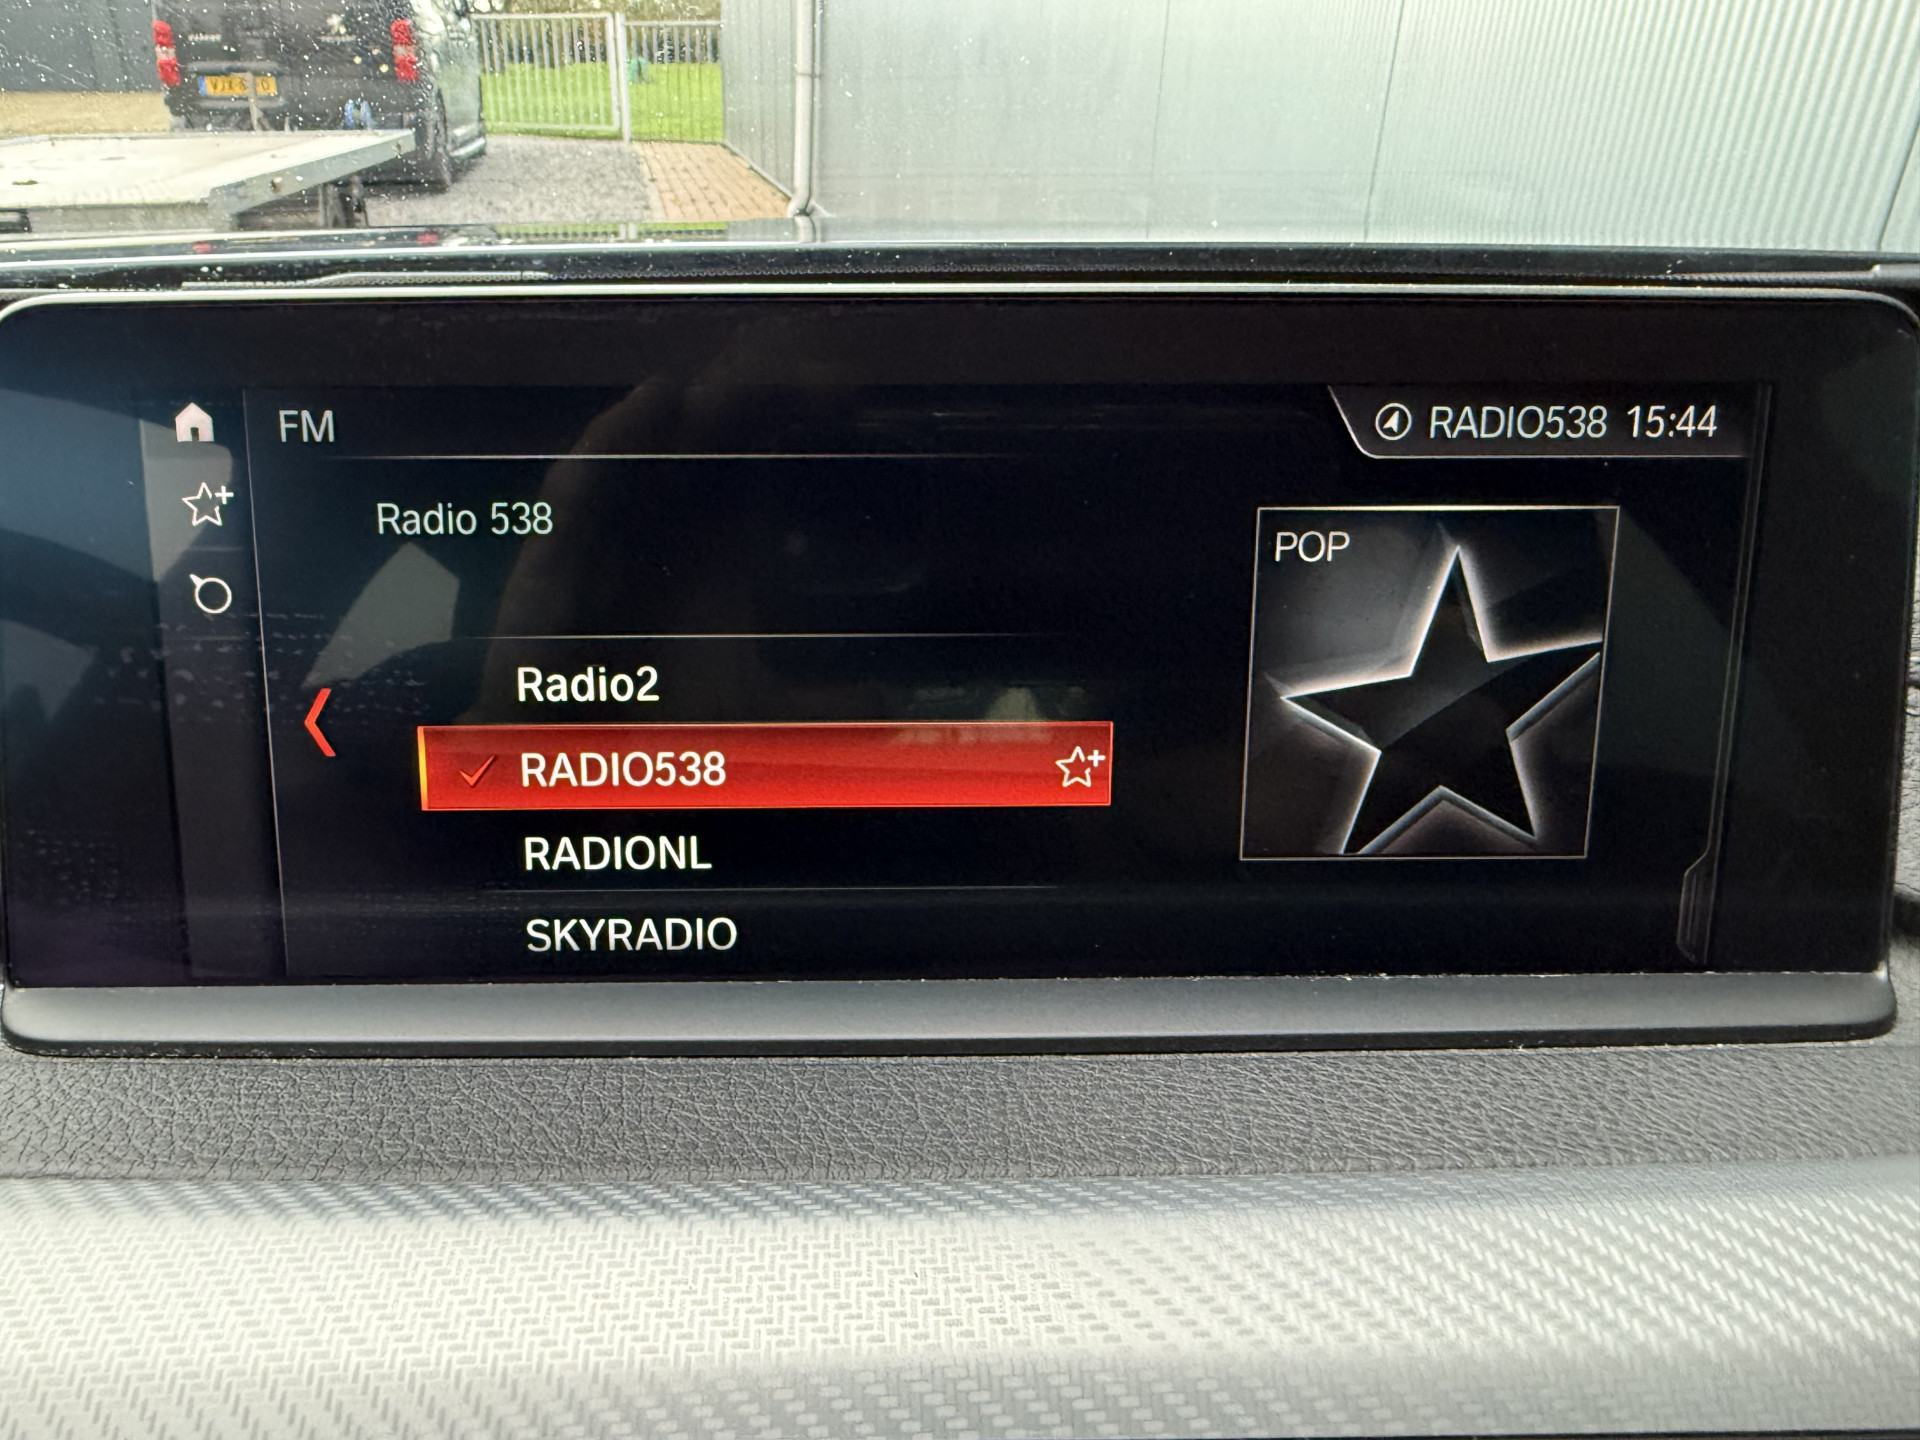 FM
RADIO538 15:44
Radio 538
POP
Radio2
RADIO538
RADIONL
SKYRADIO